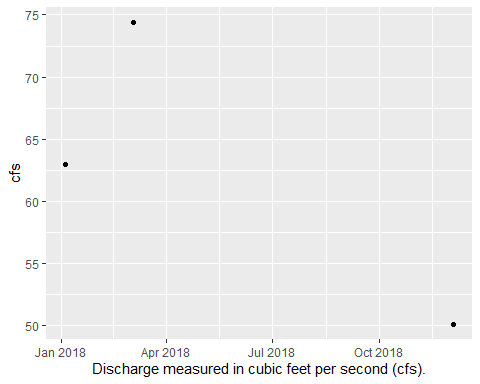 75
70
65
60
55
50
cfs
Jan 2018 Apr 2018 Jul 2018 Oct 2018
Discharge measured in cubic feet per second (cfs).